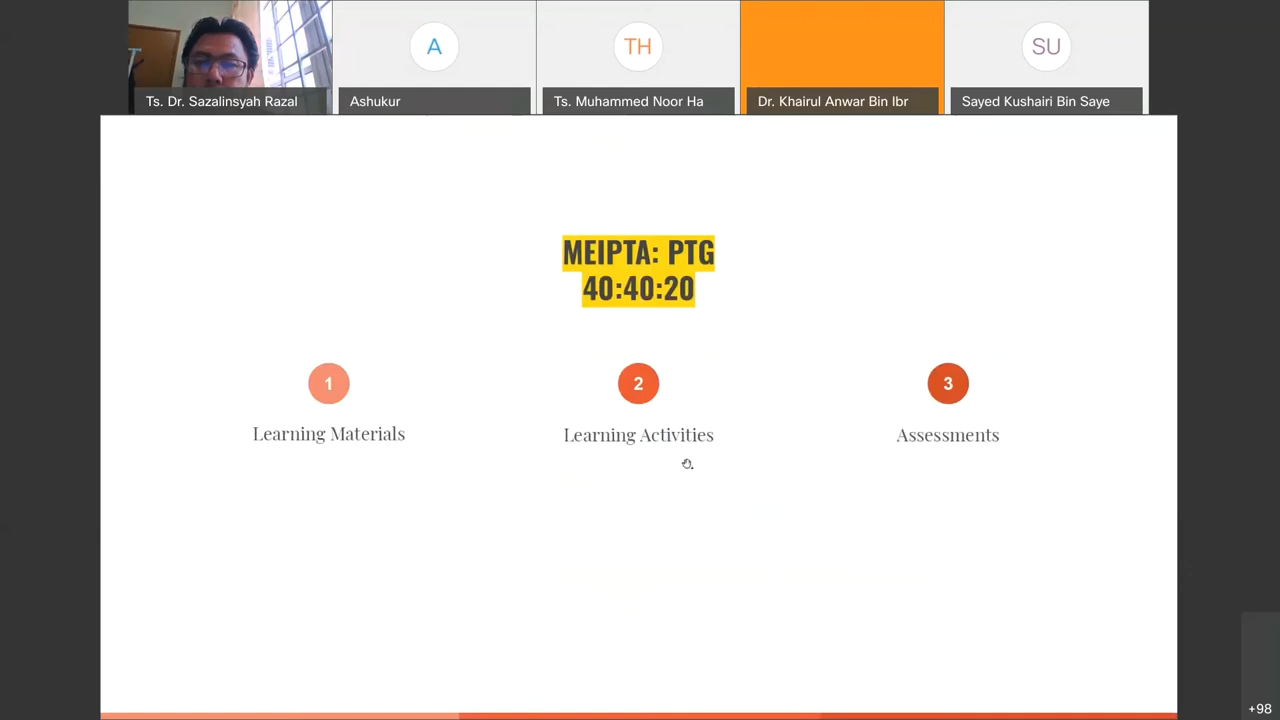 A
TH
SU
Ts. Dr. Sazalinsyah Razal
Ashukur
Ts. Muhammed Noor Ha
Dr. Khairul Anwar Bin Ibr
Sayed Kushairi Bin Saye
MEIPTA: PTG
40:40:20
1
2
3
Learning Materials
Learning Activities
Assessments
+98